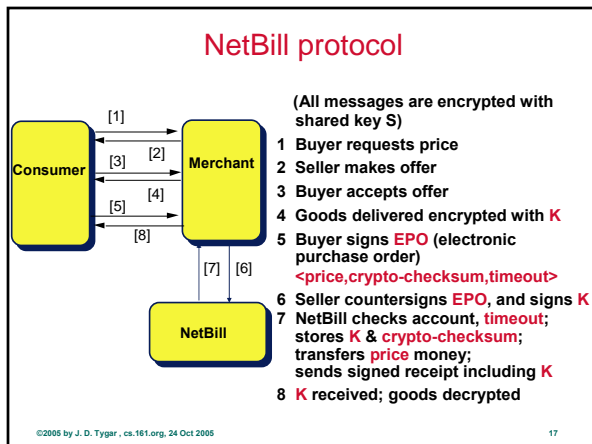 NetBill protocol
[1]
[2]
[3]
[4]
[5]
[8]
[7]
[6]
Consumer
Merchant
NetBill
(All messages are encrypted with
shared key S)
1 Buyer requests price
2 Seller makes offer
3 Buyer accepts offer
4 Goods delivered encrypted with K
5 Buyer signs EPO (electronic
purchase order)
<price,crypto-checksum,timeout>
6 Seller countersigns EPO, and signs K
7 NetBill checks account, timeout;
stores K & crypto-checksum;
transfers price money;
sends signed receipt including K
8 K received; goods decrypted
©2005 by J. D. Tygar , cs.161.org, 24 Oct 2005
17